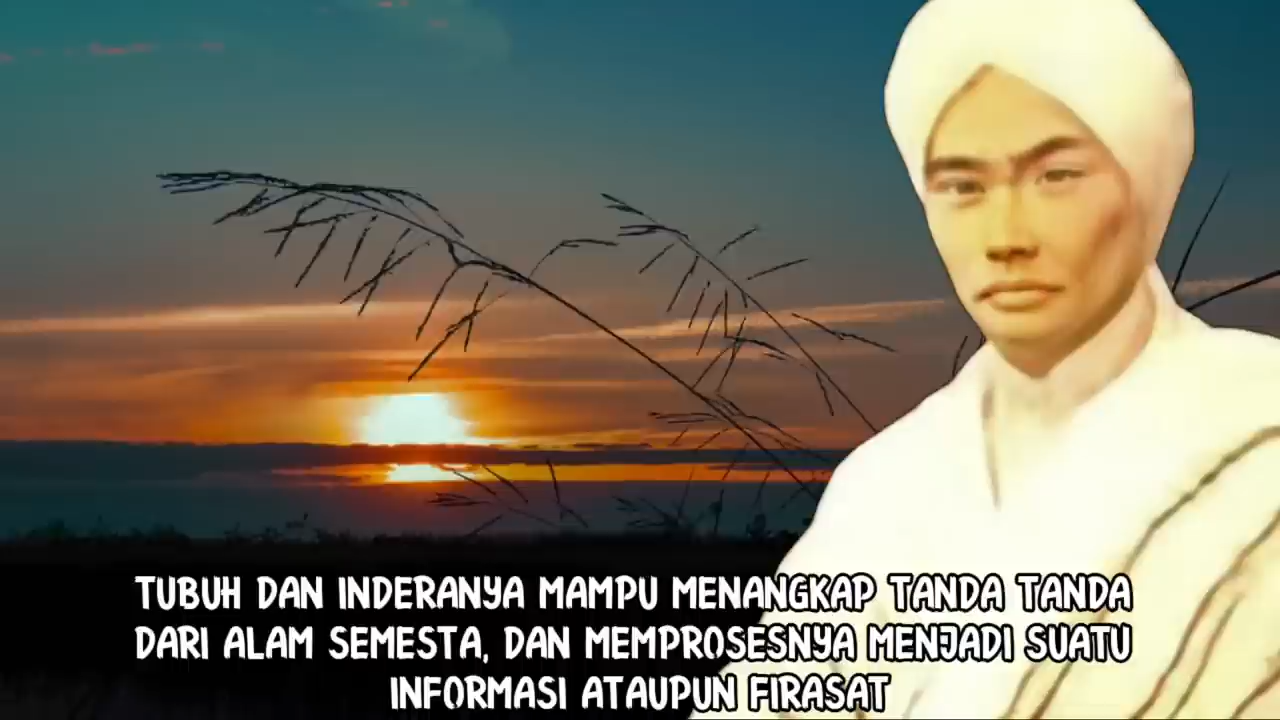 TUBUH DAN INDERANYA MAMPU MENANGKAP TANDA TANDA
DARI ALAM SEMESTA, DAN MEMPROSESNYA MENJADI SUATU
INFORMASI ATAUPUN FIRASAT